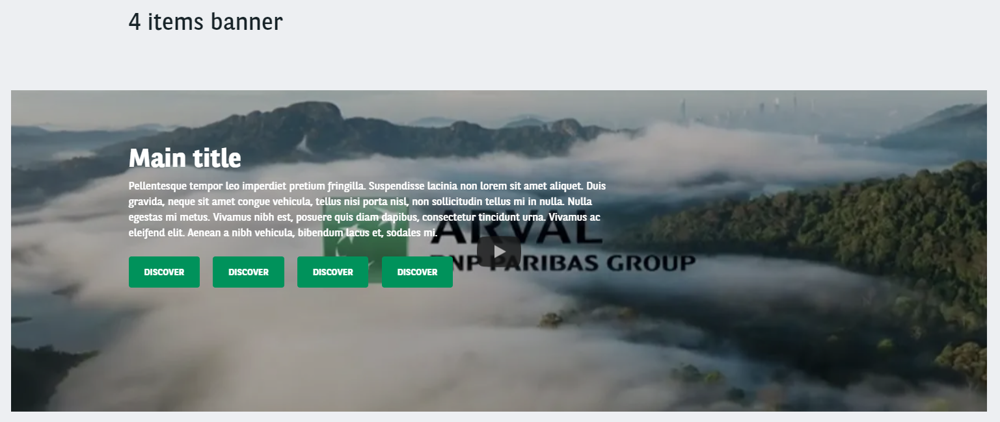 4 items banner
Main title
Pellentesque tempor leo imperdiet pretium fringilla. Suspendisse lacinia non lorem sit amet aliquet. Duis
gravida, neque sit amet congue vehicula, tellus nisi porta nisl, non sollicitudin tellus mi in nulla. Nulla
egestas mi metus. Vivamus nibh est, posuere quis diam dapibus, consectetur tincidunt urna. Vivamus ac
eleifend elit. Aenean a nibh vehicula, bibendum lacus et, sodales mi.
ARVAL
BNP PARIBAS GROUP
DISCOVER DISCOVER DISCOVER DISCOVER